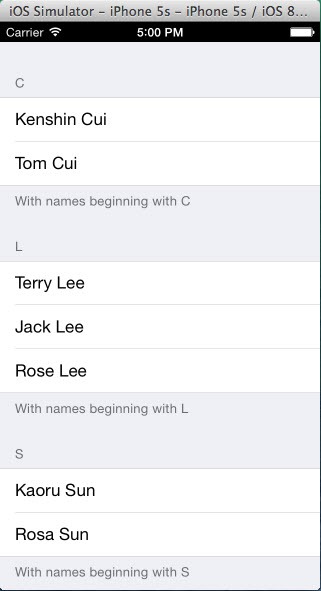 iOS Simulator - iPhone 5s - iPhone 5s / iOS 8...
Carrier 5:00 PM
C
Kenshin Cui
Tom Cui
With names beginning with C
L
Terry Lee
Jack Lee
Rose Lee
With names beginning with L
S
Kaoru Sun
Rosa Sun
With names beginning with S